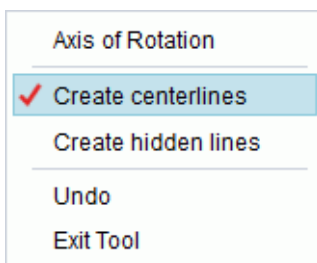 Axis of Rotation
Create centerlines
Create hidden lines
Undo
Exit Tool